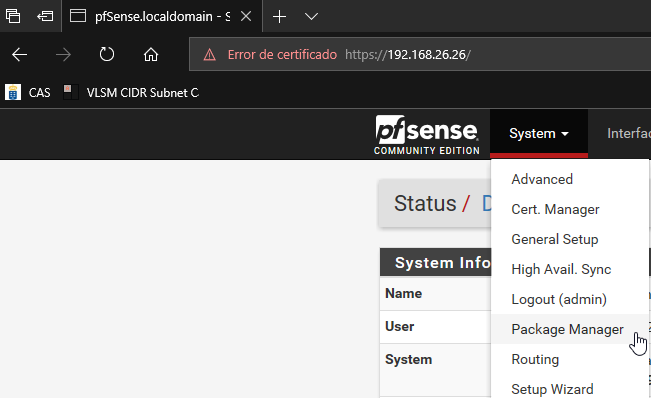 pfSense.localdomain - S
Error de certificado https://192.168.26.26/
CAS VLSM CIDR Subnet C
pfsense
COMMUNITY EDITION
System Interfac
Status / D
Advanced
Cert. Manager
General Setup
High Avail. Sync
Logout (admin)
Package Manager
Routing
Setup Wizard
System Info
Name
User
System